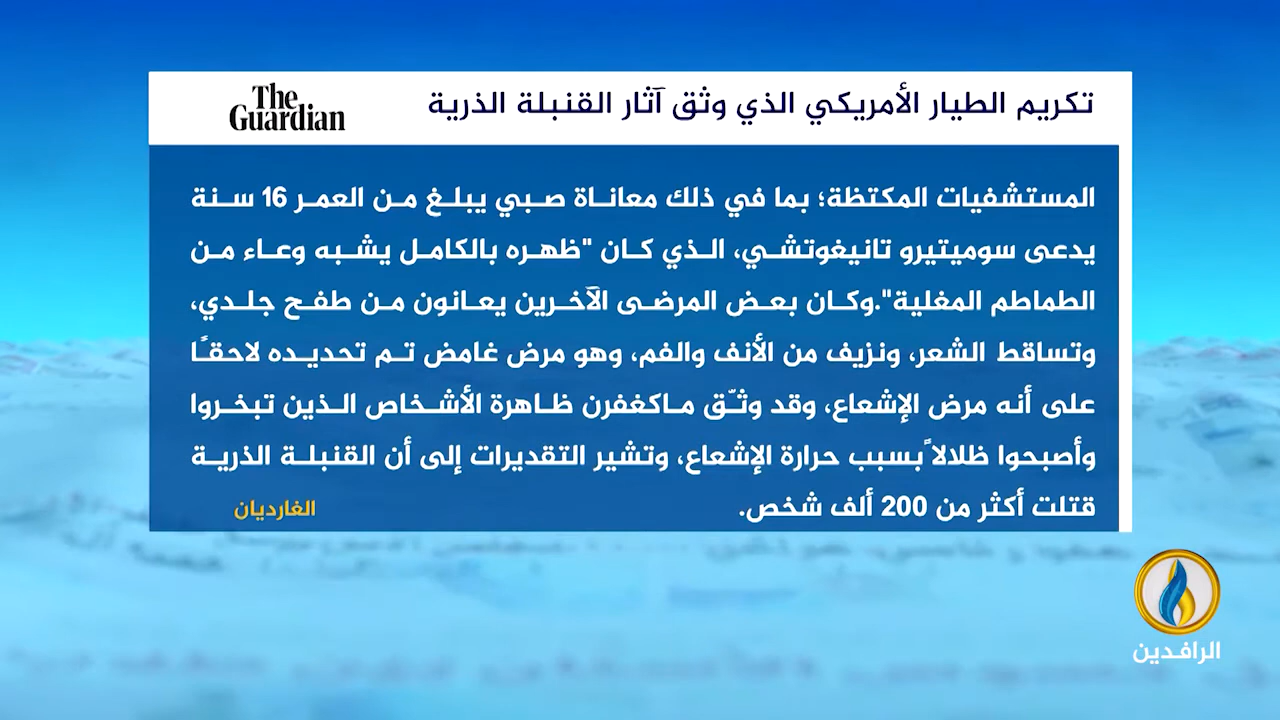 The
Guardian
تكريم الطيار الأمريكي الذي وثق آثار القنبلة الذرية
المستشفيات المكتظة؛ بما في ذلك معاناة صبي يبلغ من العمر 16 سنة
يدعى سوميتيرو تانيغوتشي، الذي كان "ظهره بالكامل يشبه وعاء من
الطماطم المغلية".وكان بعض المرضى الآخرين يعانون من طفح جلدي،
وتساقط الشعر، ونزيف من الأنف والفم، وهو مرض غامض تم تحديده لاحقًا
على أنه مرض الإشعاع، وقد وثّق ماكغفرن ظاهرة الأشخاص الذين تبخروا
وأصبحوا ظلالاً بسبب حرارة الإشعاع، وتشير التقديرات إلى أن القنبلة الذرية
قتلت أكثر من 200 ألف شخص.
الغارديان
الرافدين